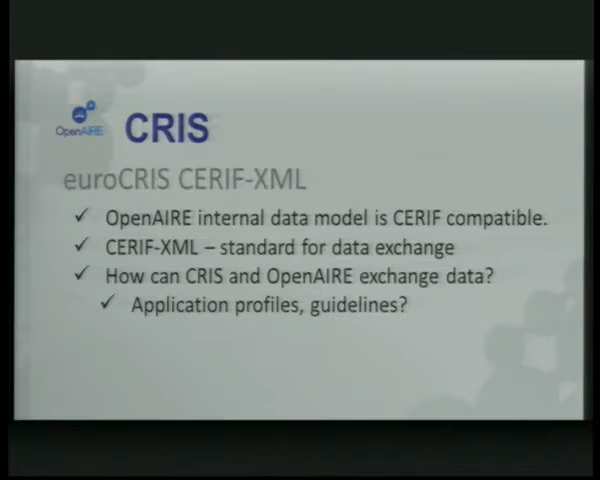 OpenAIRE
CRIS
euroCRIS CERIF-XML
✓ OpenAIRE internal data model is CERIF compatible.
✓ CERIF-XML – standard for data exchange
✓ How can CRIS and OpenAIRE exchange data?
✓ Application profiles, guidelines?